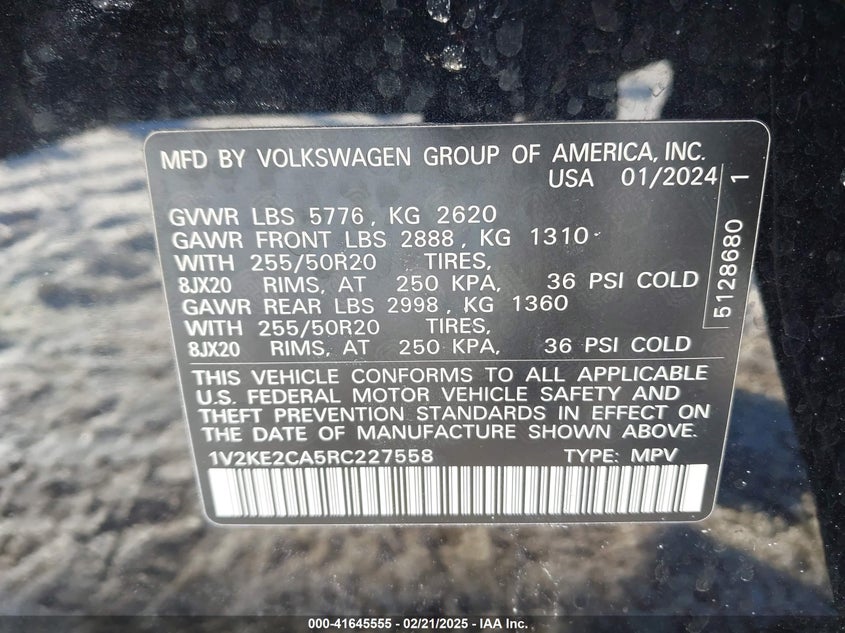 MFD BY VOLKSWAGEN GROUP OF AMERICA, INC.
USA 01/2024
GVWR LBS 5776, KG 2620
GAWR FRONT LBS 2888, KG 1310
WITH 255/50R20 TIRES,
8JX20 RIMS, AT 250 KPA, 36 PSI COLD
GAWR REAR LBS 2998, KG 1360
WITH 255/50R20 TIRES,
8JX20 RIMS, AT 250 KPA, 36 PSI COLD
5128680 1
THIS VEHICLE CONFORMS TO ALL APPLICABLE
U.S. FEDERAL MOTOR VEHICLE SAFETY AND
THEFT PREVENTION STANDARDS IN EFFECT ON
THE DATE OF MANUFACTURE SHOWN ABOVE.
1V2KE2CA5RC227558 TYPE: MPV
000-41645555 - 02/21/2025 - IAA Inc.